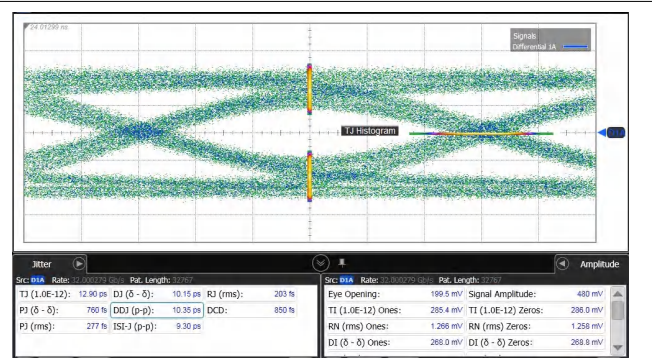 24.01299 ns
Signals
Differential 1A
TJ Histogram
Jitter
Amplitude
Src: D1A Rate: 32.000279 Gb/s Pat. Length: 32767
TJ (1.0E-12): 12.90 ps DJ (δ - δ): 10.15 ps RJ (rms): 203 fs
PJ (δ - δ): 760 fs DDJ (p-p): 10.35 ps DCD: 850 fs
PJ (rms): 277 fs ISI-J (p-p): 9.30 ps
Src: D1A Rate: 32.000279 Gb/s Pat. Length: 32767
Eye Opening: 199.5 mV Signal Amplitude: 480 mV
TI (1.0E-12) Ones: 285.4 mV TI (1.0E-12) Zeros: 286.0 mV
RN (rms) Ones: 1.266 mV RN (rms) Zeros: 1.258 mV
DI (δ - δ) Ones: 268.0 mV DI (δ - δ) Zeros: 268.8 mV